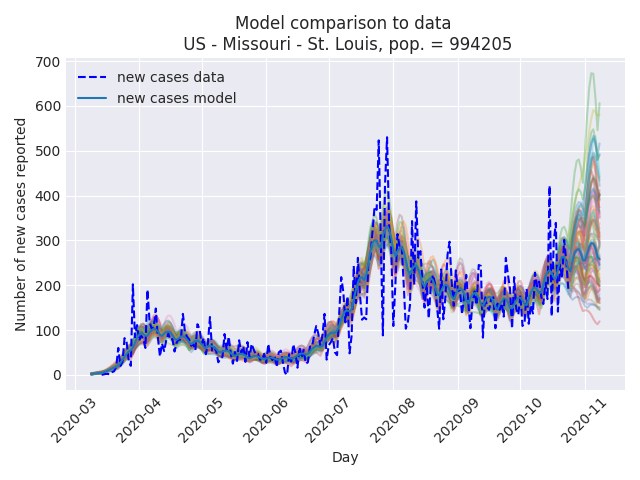 Model comparison to data
US - Missouri - St. Louis, pop. = 994205
new cases data
new cases model
Number of new cases reported
700
600
500
400
300
200
100
0
2020-03
2020-04
2020-05
2020-06
2020-07
2020-08
2020-09
2020-10
2020-11
Day